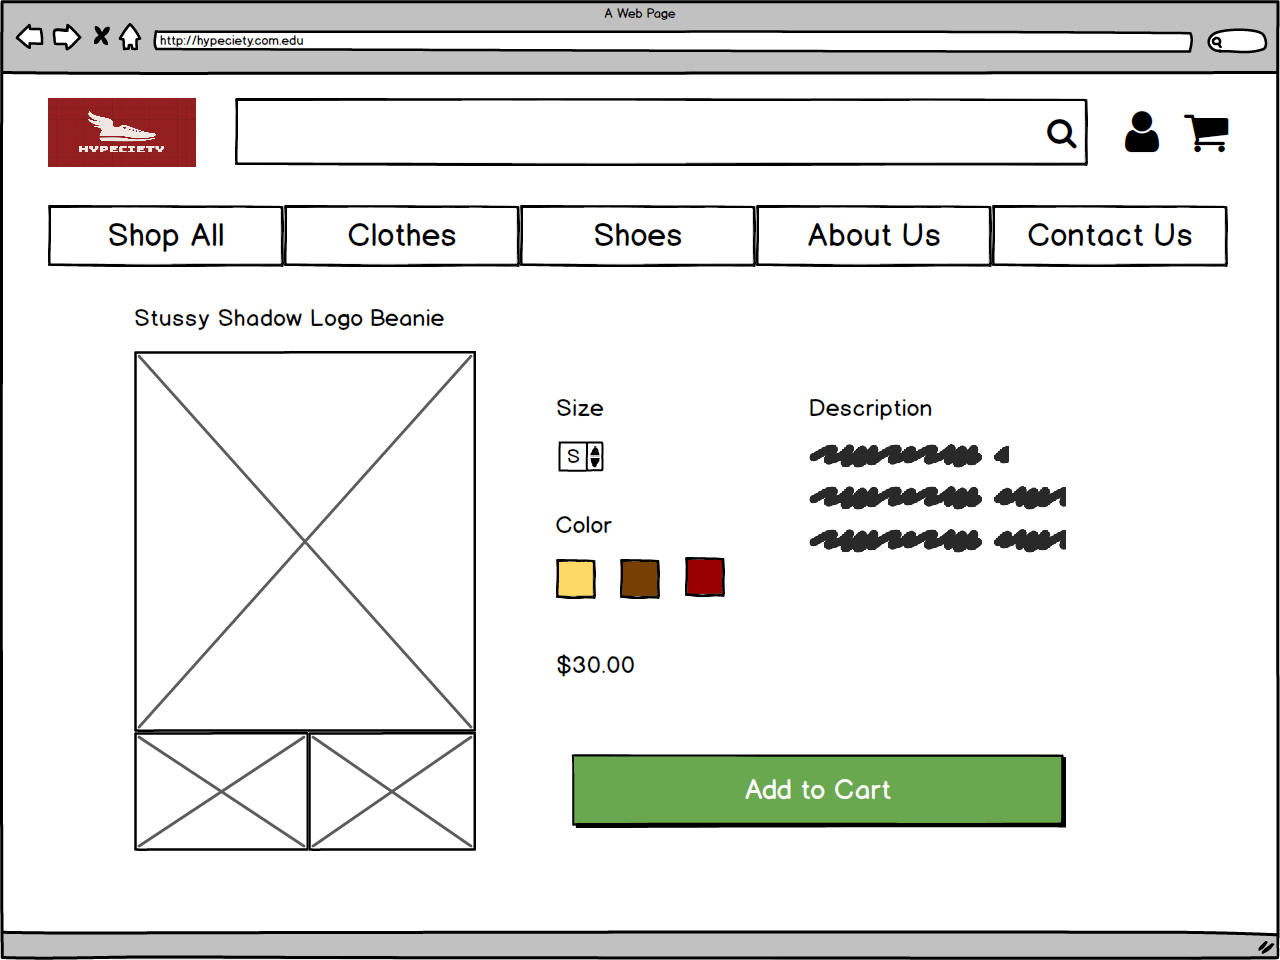 A Web Page
http://hypeciety.com.edu
HYPECIETY
Shop All
Clothes
Shoes
About Us
Contact Us
Stussy Shadow Logo Beanie
Size
Description
S
Color
$30.00
Add to Cart